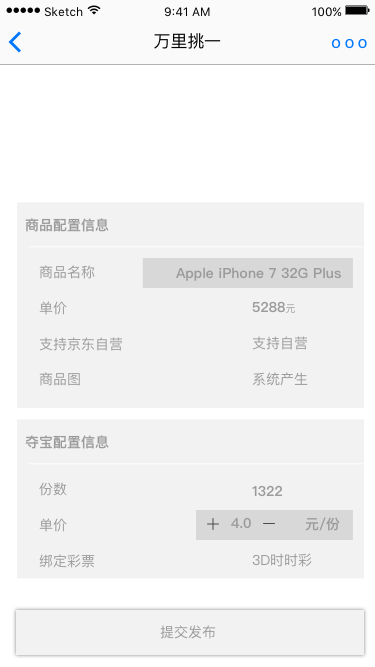 ●●●●● Sketch 9:41 AM 100%
万里挑一
商品配置信息
商品名称 Apple iPhone 7 32G Plus
单价 5288元
支持京东自营 支持自营
商品图 系统产生
夺宝配置信息
份数 1322
单价 + 4.0 — 元/份
绑定彩票 3D时时彩
提交发布